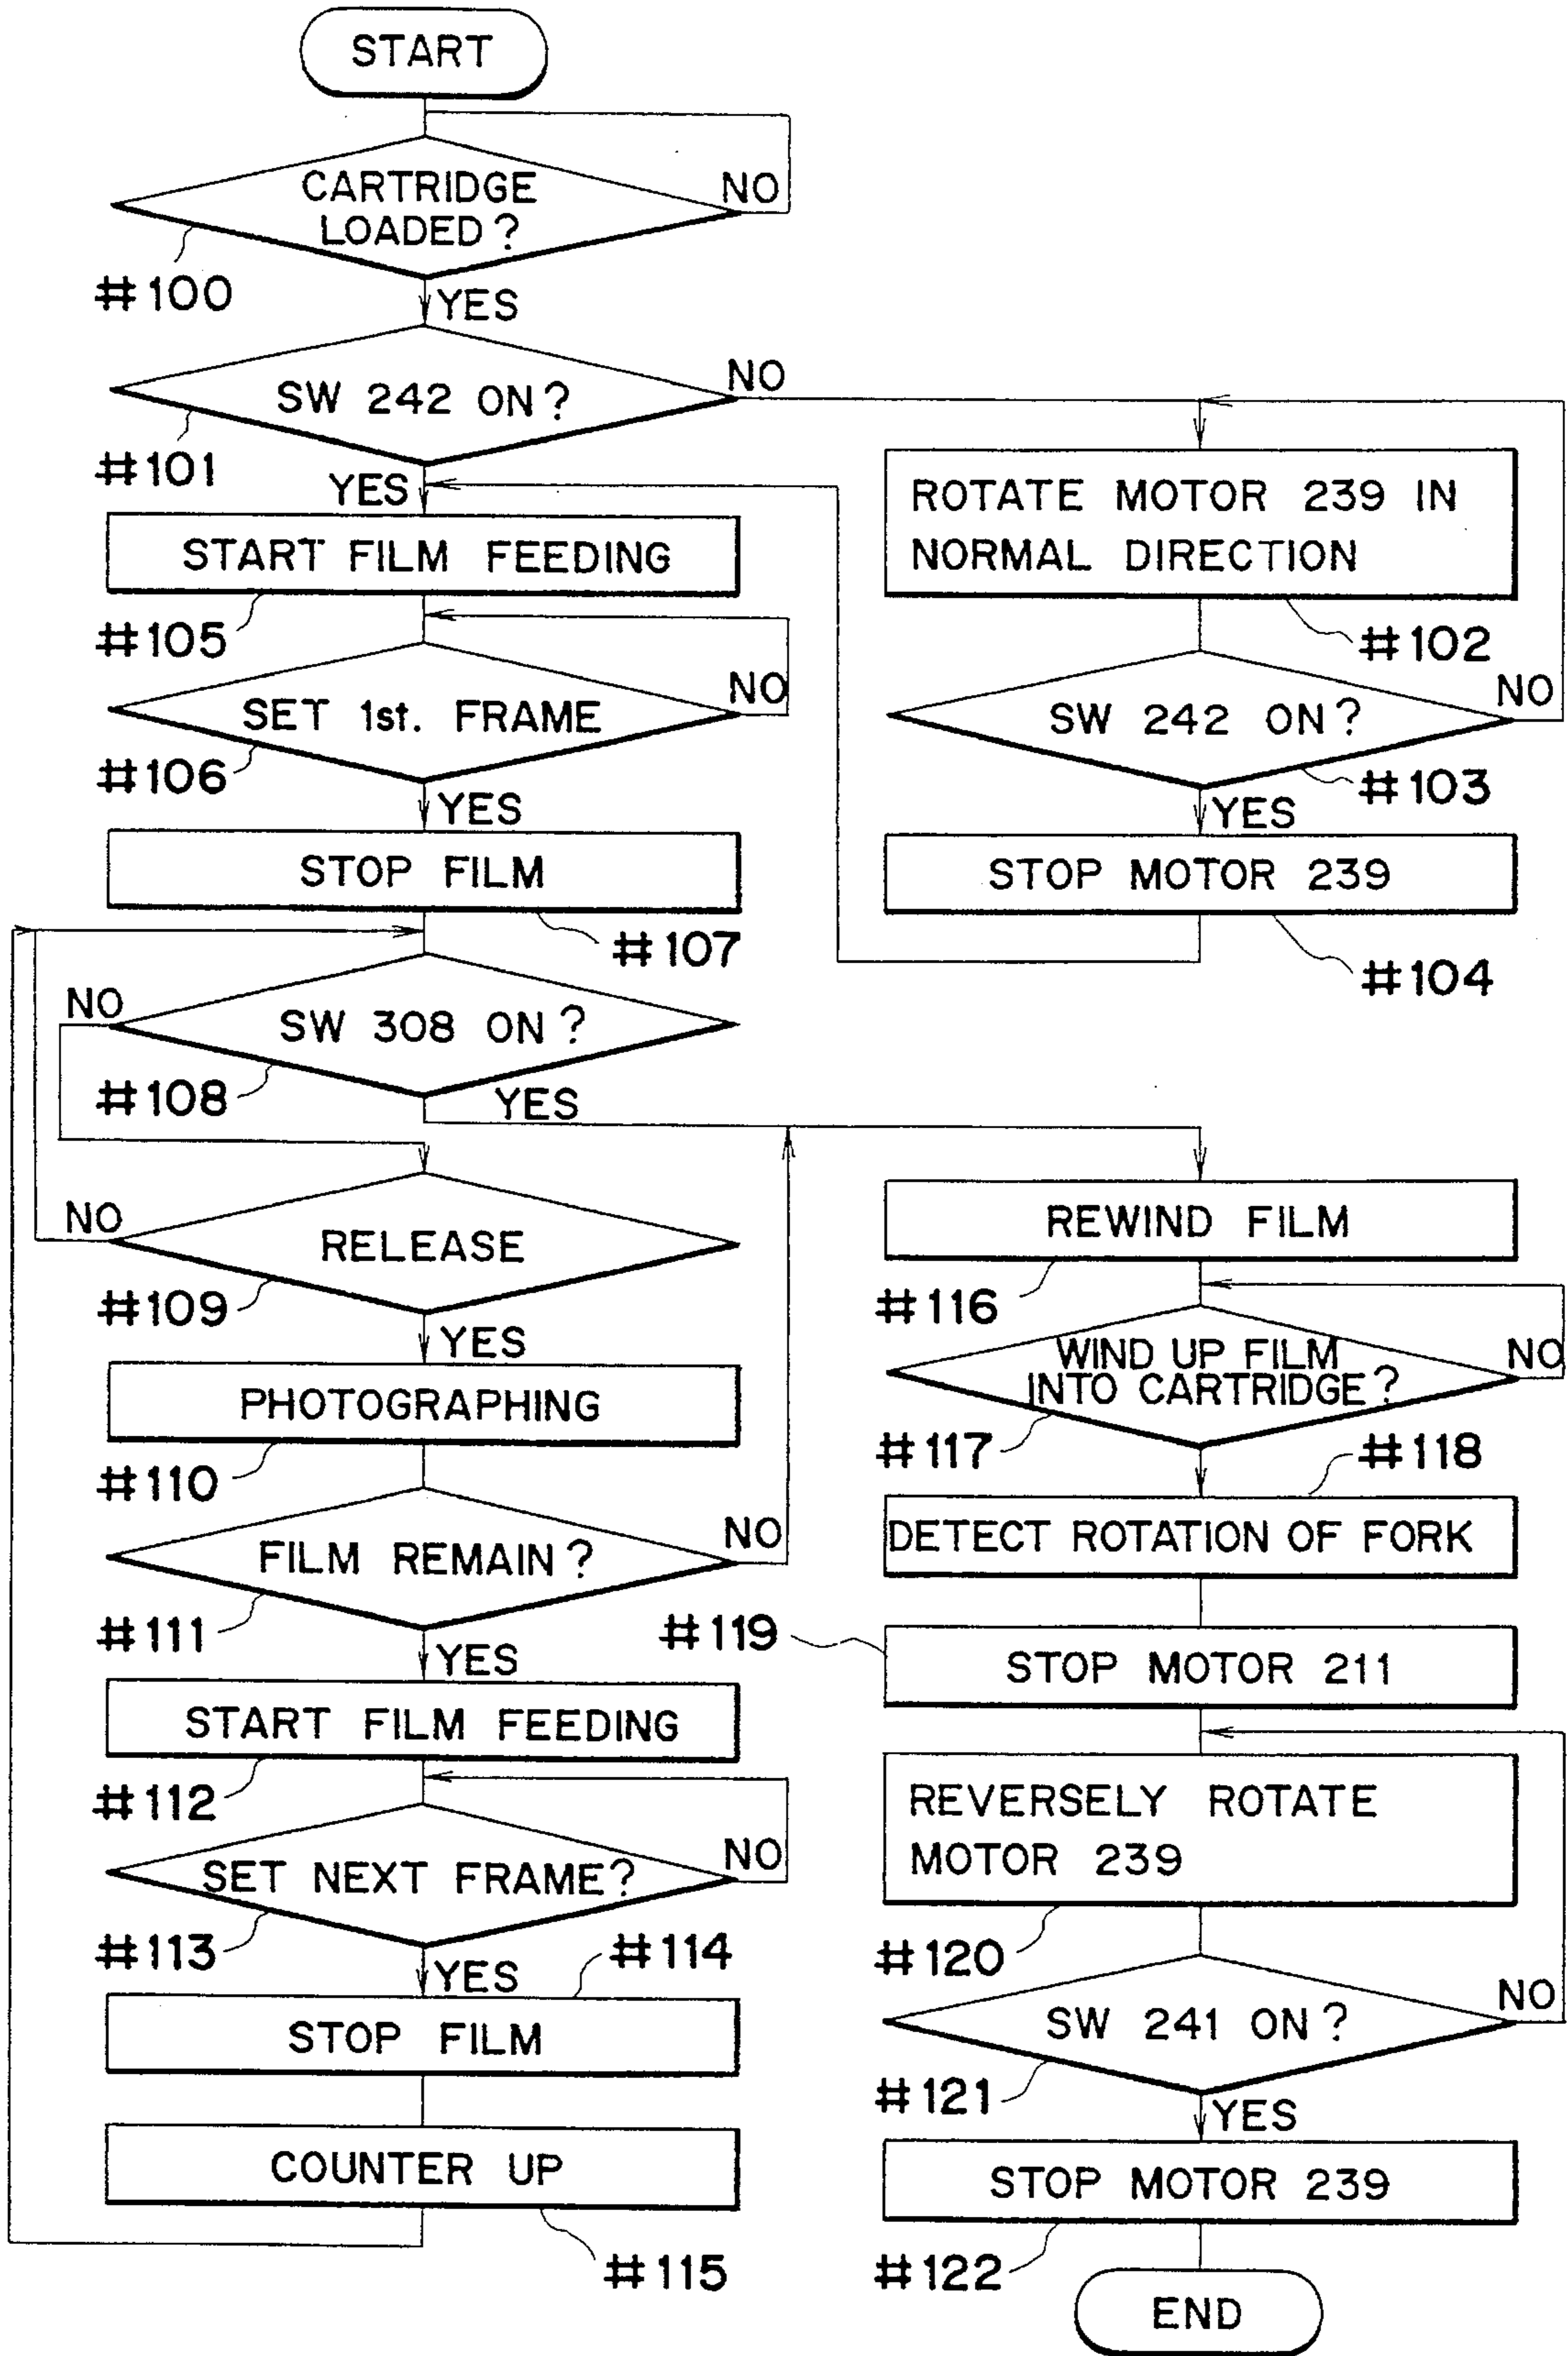 START
CARTRIDGE
LOADED?
NO
#100
YES
SW 242 ON?
NO
#101
YES
START FILM FEEDING
#105
SET 1st. FRAME
NO
#106
YES
STOP FILM
#107
ROTATE MOTOR 239 IN
NORMAL DIRECTION
#102
SW 242 ON?
NO
#103
YES
STOP MOTOR 239
#104
NO
SW 308 ON?
#108
YES
NO
RELEASE
#109
YES
PHOTOGRAPHING
#110
FILM REMAIN?
NO
#111
YES
START FILM FEEDING
#112
SET NEXT FRAME?
NO
#113
YES
#114
STOP FILM
COUNTER UP
#115
REWIND FILM
#116
WIND UP FILM
INTO CARTRIDGE?
NO
#117
#118
DETECT ROTATION OF FORK
#119
STOP MOTOR 211
REVERSELY ROTATE
MOTOR 239
#120
SW 241 ON?
NO
#121
YES
STOP MOTOR 239
#122
END